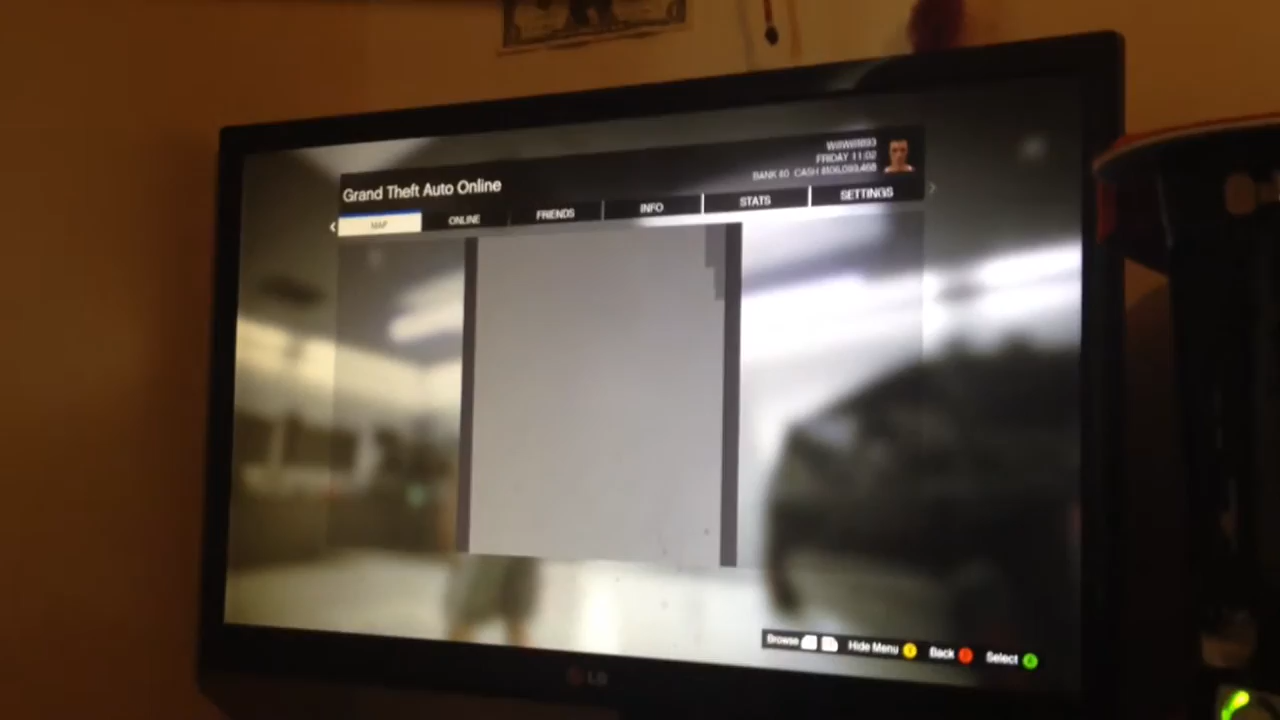 FRIDAY 11:02
Grand Theft Auto Online
MAP
ONLINE
FRIENDS
INFO
STATS
SETTINGS
Browse
Hide Menu
Back
Select
LG